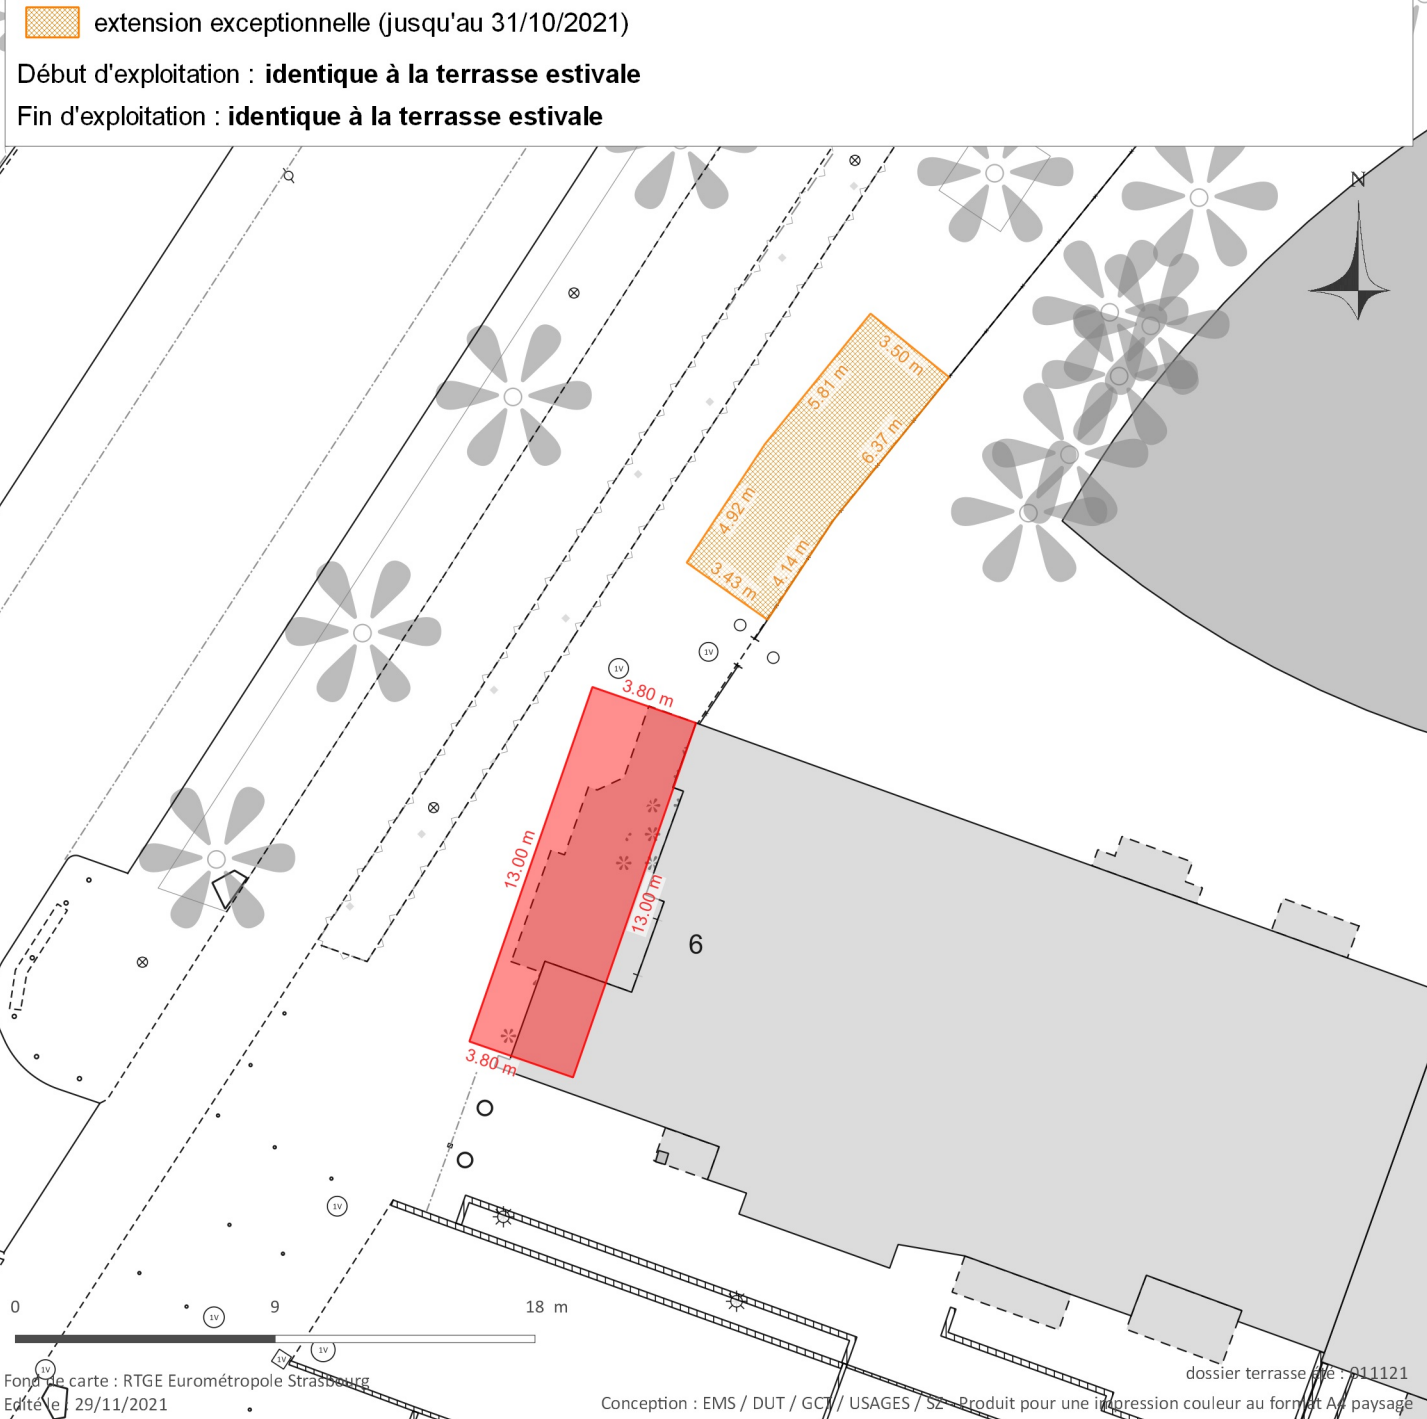 extension exceptionnelle (jusqu'au 31/10/2021)
Début d'exploitation : identique à la terrasse estivale
Fin d'exploitation : identique à la terrasse estivale
N
3.50 m
5.81 m
6.37 m
4.92 m
4.14 m
3.43 m
1V
1V
3.80 m
13.00 m
13.00 m
6
3.80 m
1V
0 9 18 m
1V
1V
1V
1V
Fond de carte : RTGE Eurométropole Strasbourg
dossier terrasse été : 011121
Edité le : 29/11/2021
Conception : EMS / DUT / GCT / USAGES / SZ - Produit pour une impression couleur au format A4 paysage